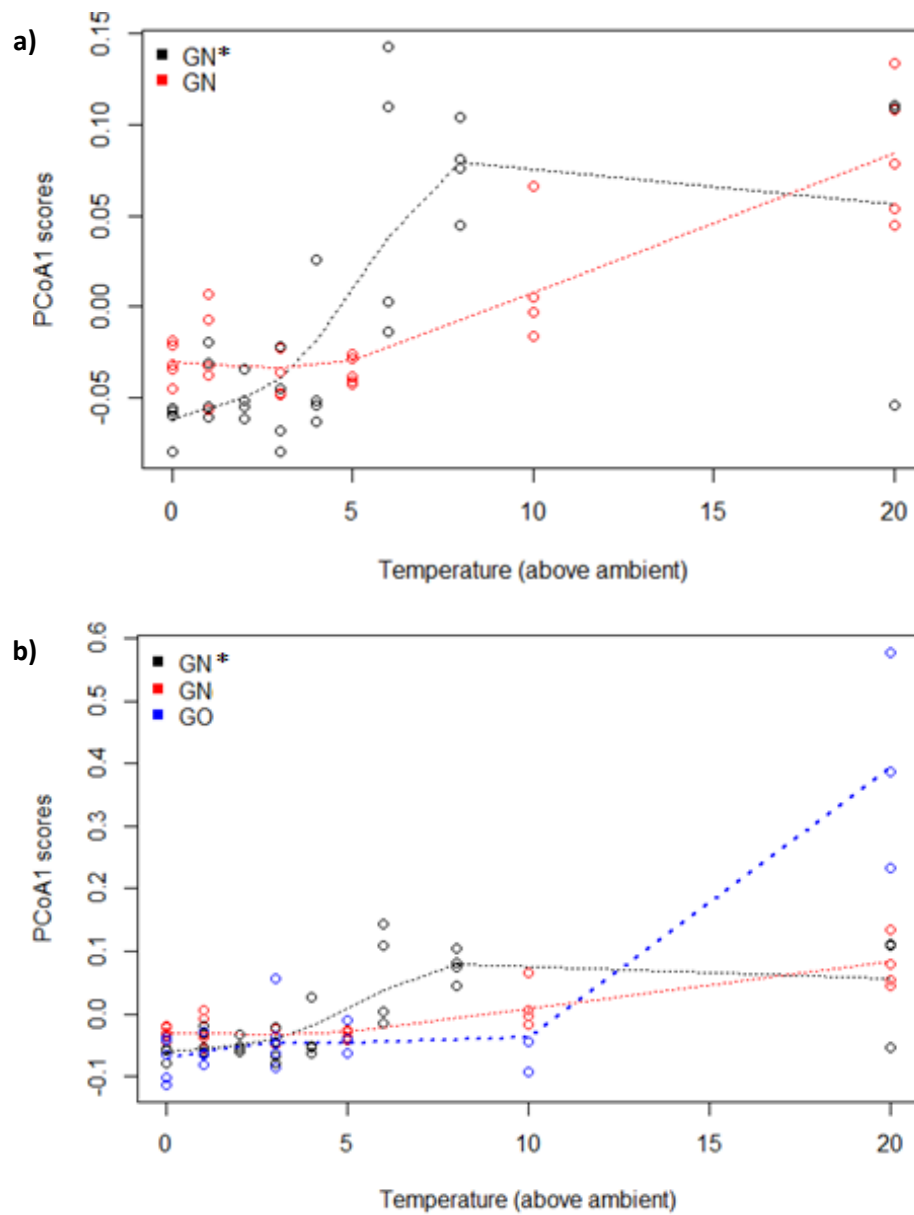 a)
GN*
GN
PCoA1 scores
0.15
0.10
0.05
0.00
-0.05
0
5
10
15
20
Temperature (above ambient)
b)
GN*
GN
GO
PCoA1 scores
0.6
0.5
0.4
0.3
0.2
0.1
0.0
-0.1
0
5
10
15
20
Temperature (above ambient)